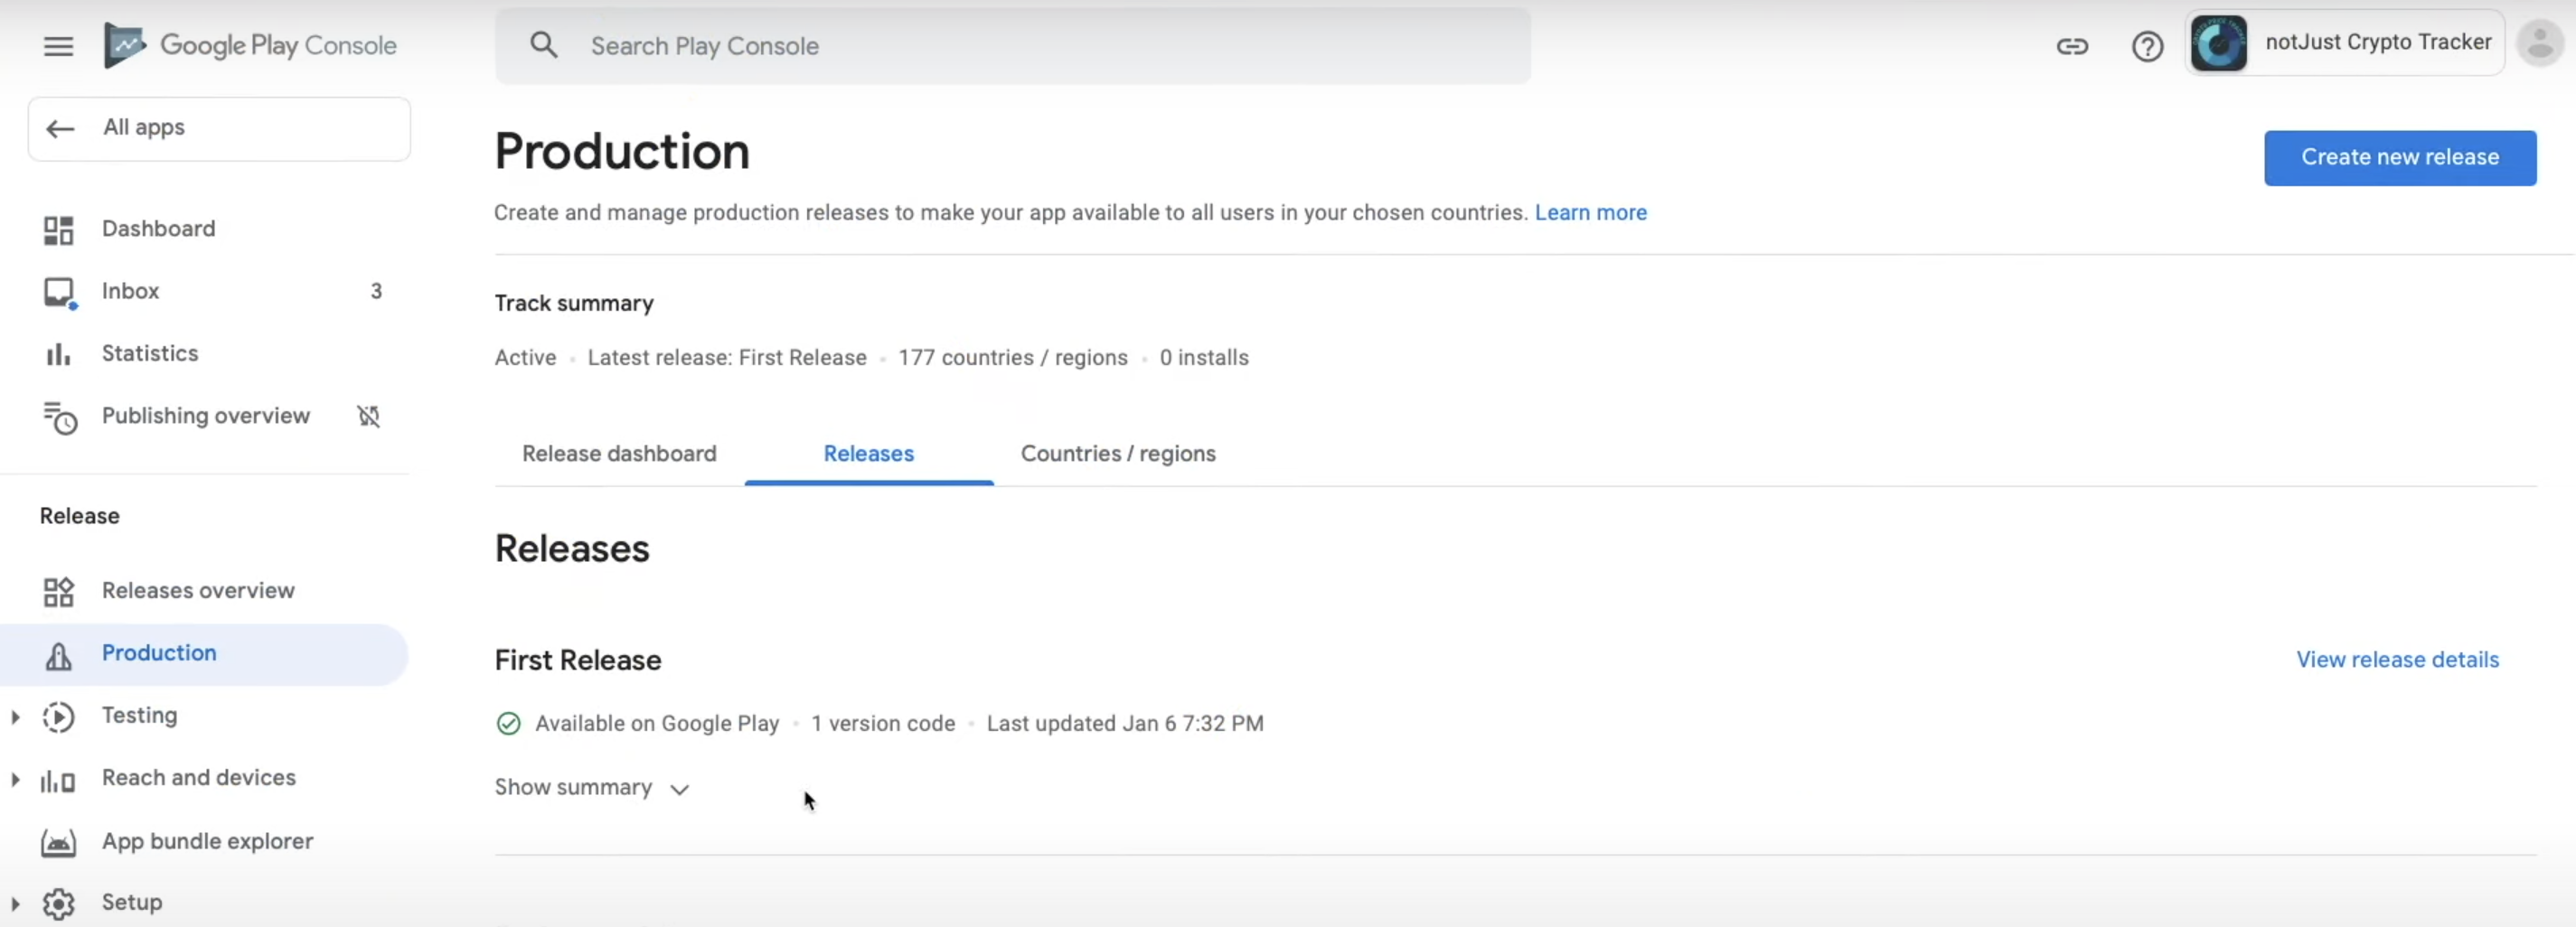 Google Play Console
Search Play Console
notJust Crypto Tracker
All apps
Dashboard
Inbox 3
Statistics
Publishing overview
Release
Releases overview
Production
Testing
Reach and devices
App bundle explorer
Setup
Production
Create new release
Create and manage production releases to make your app available to all users in your chosen countries. Learn more
Track summary
Active • Latest release: First Release • 177 countries / regions • 0 installs
Release dashboard
Releases
Countries / regions
Releases
First Release
View release details
Available on Google Play • 1 version code • Last updated Jan 6 7:32 PM
Show summary